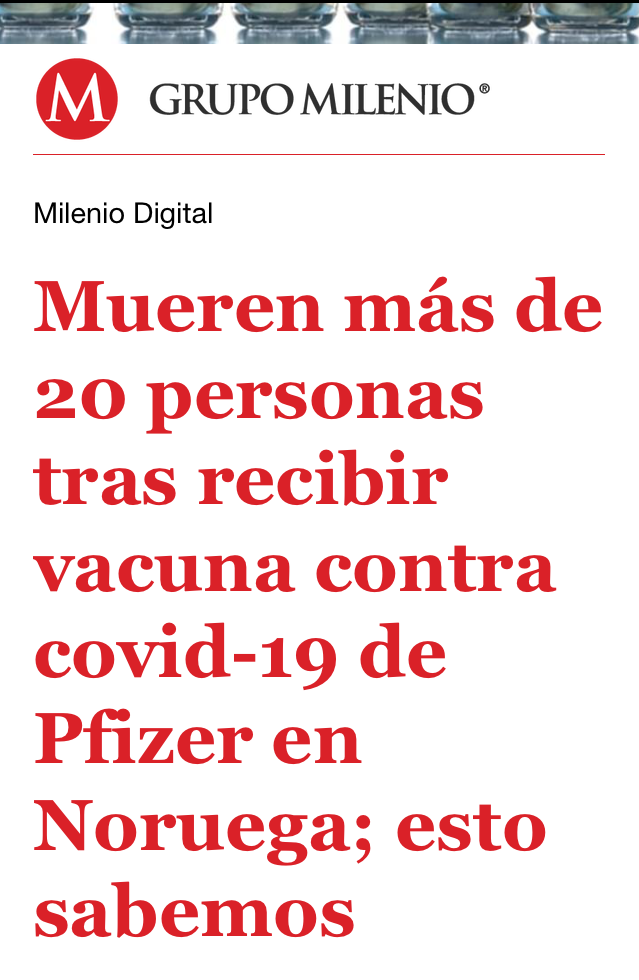 M GRUPO MILENIO®
Milenio Digital
Mueren más de
20 personas
tras recibir
vacuna contra
covid-19 de
Pfizer en
Noruega; esto
sabemos